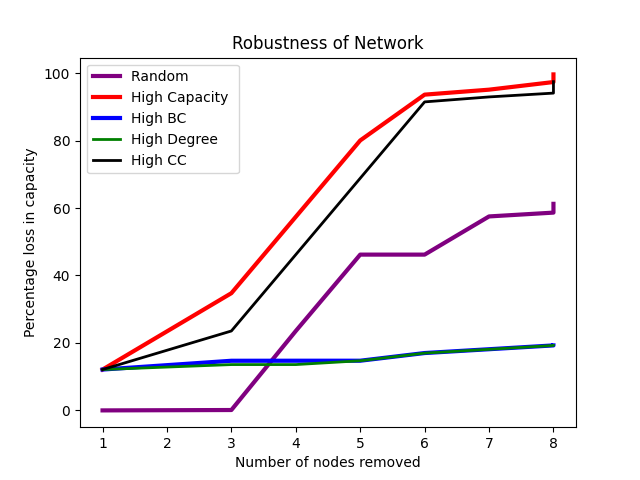 Robustness of Network
Random
High Capacity
High BC
High Degree
High CC
Percentage loss in capacity
100
80
60
40
20
0
1 2 3 4 5 6 7 8
Number of nodes removed